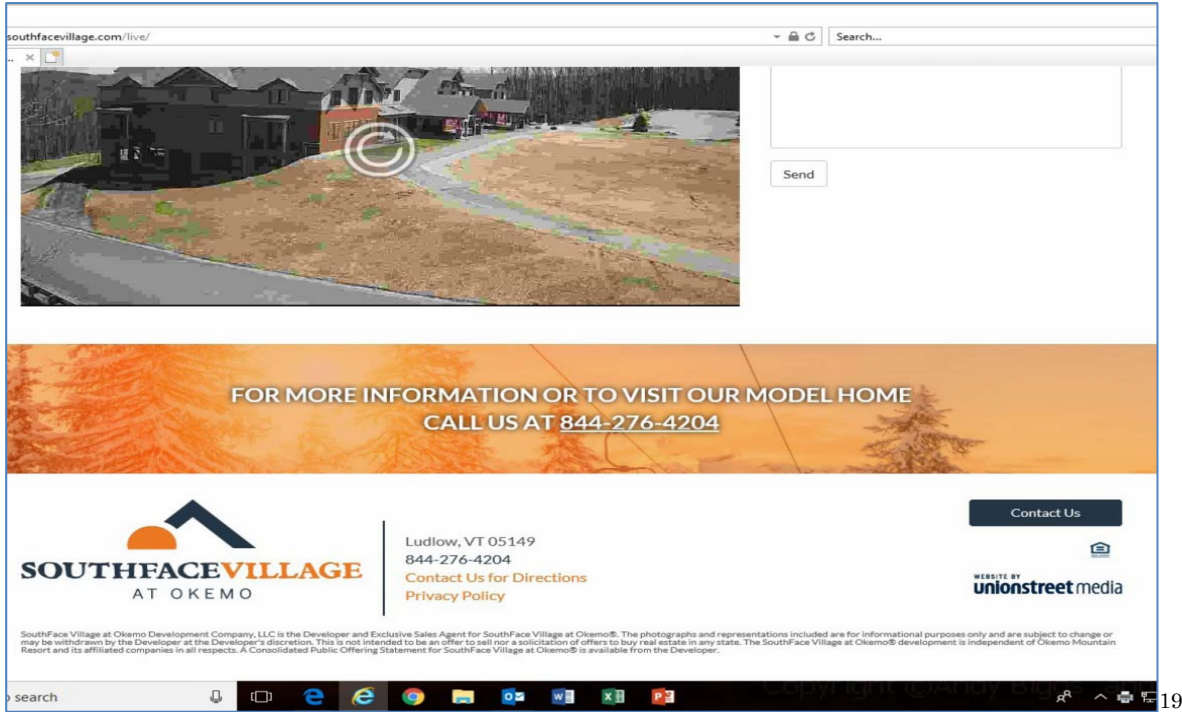 southfacevillage.com/live/
Search...
©
Send
FOR MORE INFORMATION OR TO VISIT OUR MODEL HOME
CALL US AT 844-276-4204
SOUTHFACEVILLAGE
AT OKEMO
Ludlow, VT 05149
844-276-4204
Contact Us for Directions
Privacy Policy
Contact Us
WEBSITE BY
unionstreet media
SouthFace Village at Okemo Development Company, LLC is the Developer and Exclusive Sales Agent for SouthFace Village at Okemo®. The photographs and representations included are for informational purposes only and are subject to change or
may be withdrawn by the Developer at the Developer's discretion. This is not intended to be an offer to sell nor a solicitation of offers to buy real estate in any state. The SouthFace Village at Okemo® development is independent of Okemo Mountain
Resort and its affiliated companies in all respects. A Consolidated Public Offering Statement for SouthFace Village at Okemo® is available from the Developer.
search
Copyright ©Andy
19